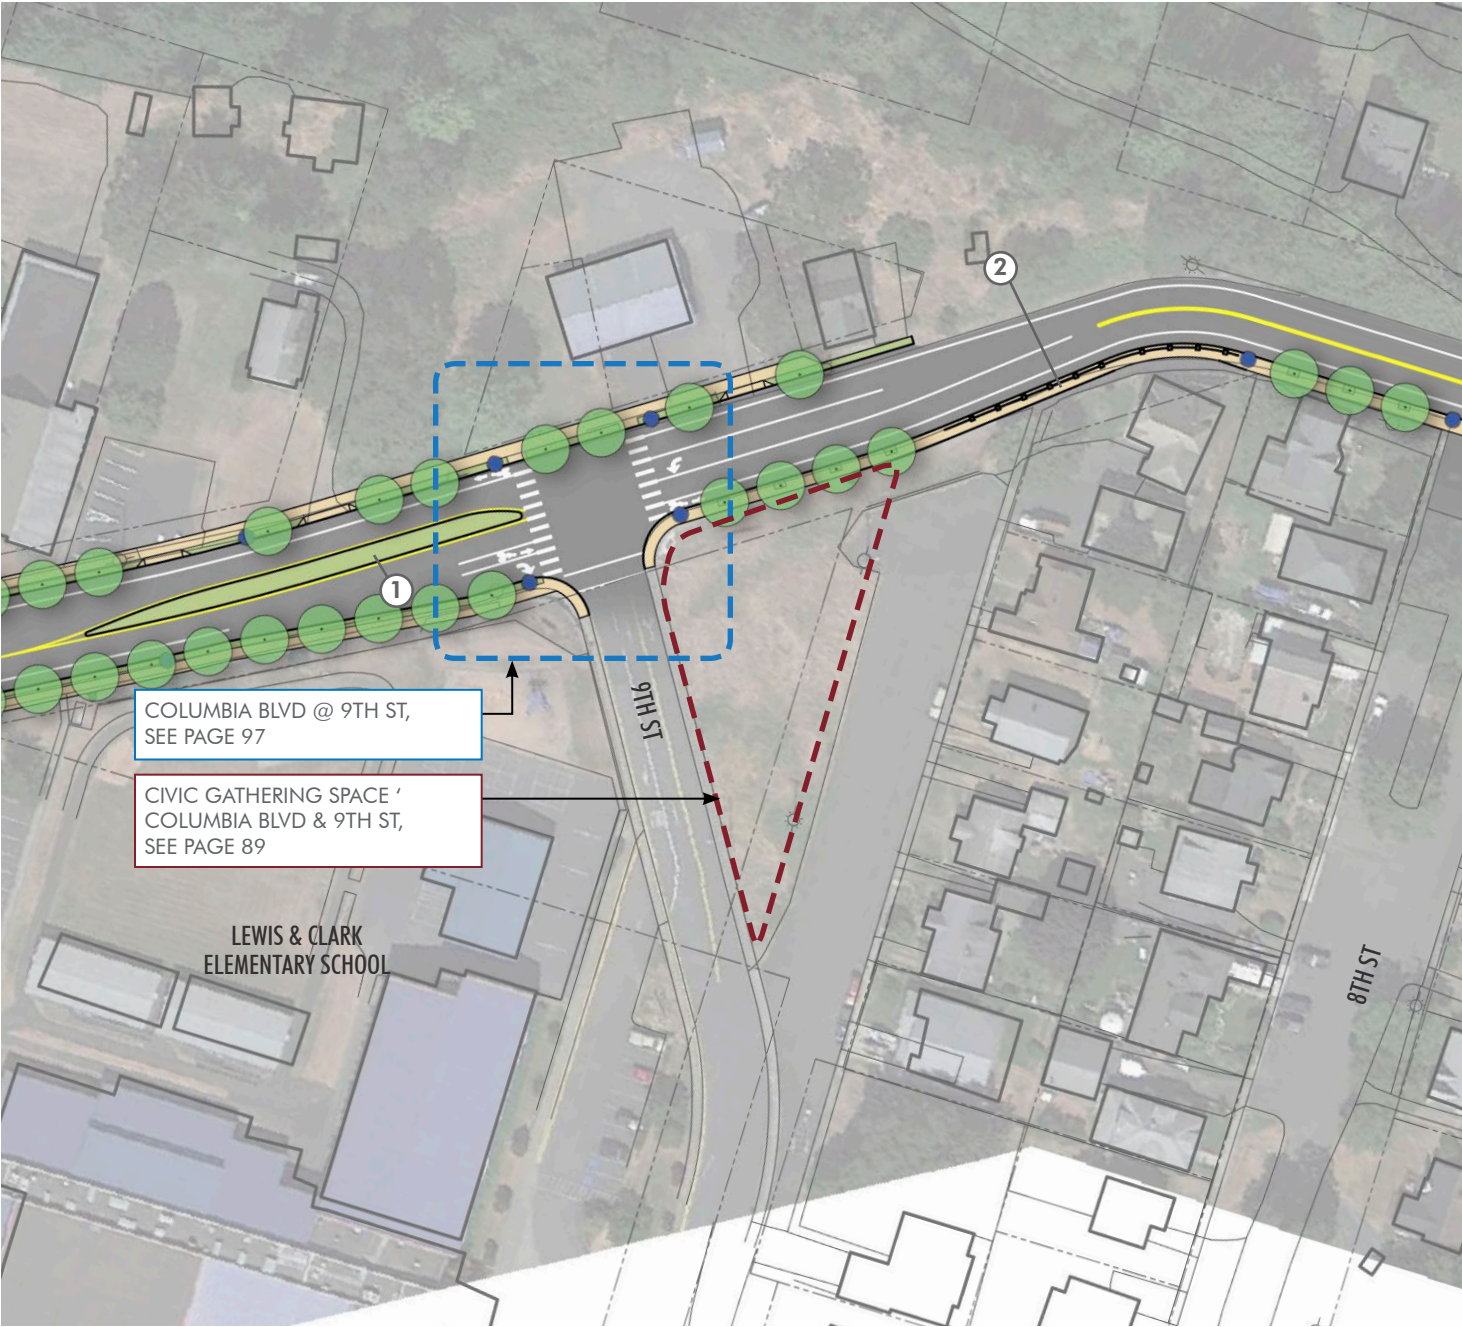 2
1
COLUMBIA BLVD @ 9TH ST,
SEE PAGE 97
9TH ST
CIVIC GATHERING SPACE ‘
COLUMBIA BLVD & 9TH ST,
SEE PAGE 89
LEWIS & CLARK
ELEMENTARY SCHOOL
8TH ST